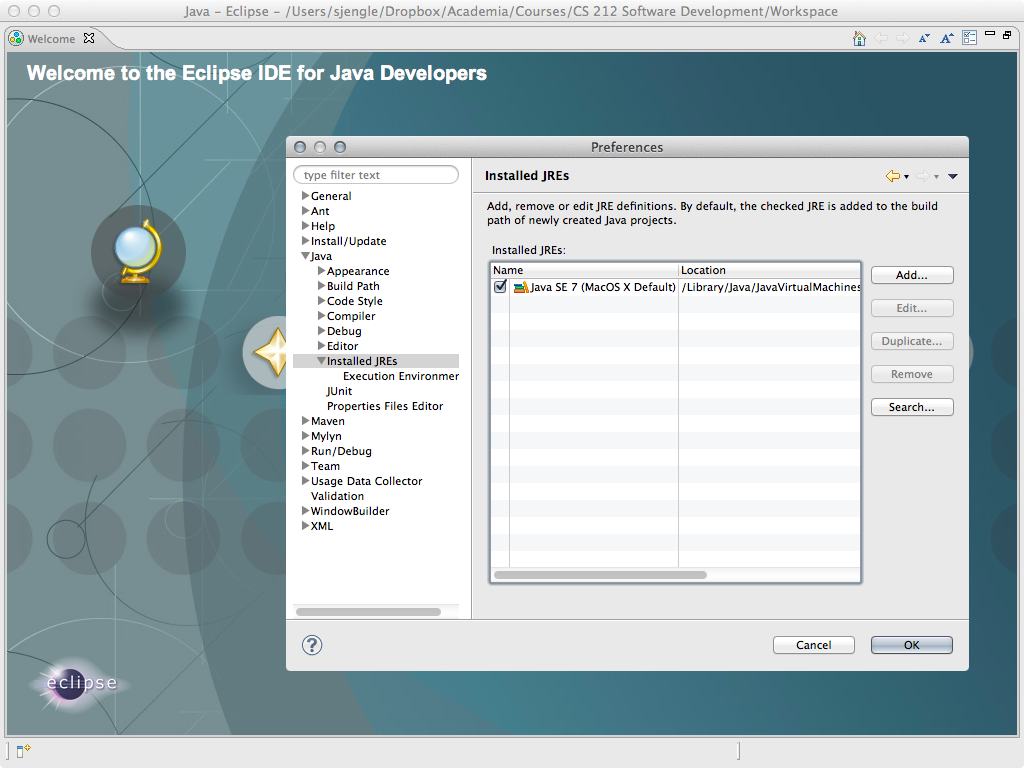 Java – Eclipse – /Users/sjengle/Dropbox/Academia/Courses/CS 212 Software Development/Workspace
Welcome
Welcome to the Eclipse IDE for Java Developers
Preferences
type filter text
General
Ant
Help
Install/Update
Java
Appearance
Build Path
Code Style
Compiler
Debug
Editor
Installed JREs
Execution Environmer
JUnit
Properties Files Editor
Maven
Mylyn
Run/Debug
Team
Usage Data Collector
Validation
WindowBuilder
XML
Installed JREs
Add, remove or edit JRE definitions. By default, the checked JRE is added to the build
path of newly created Java projects.
Installed JREs:
Name Location
Java SE 7 (MacOS X Default) /Library/Java/JavaVirtualMachines
Add...
Edit...
Duplicate...
Remove
Search...
?
Cancel OK
eclipse